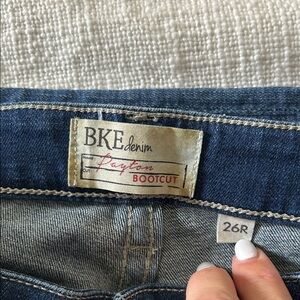 BKE denim
Payton
BOOTCUT
26R